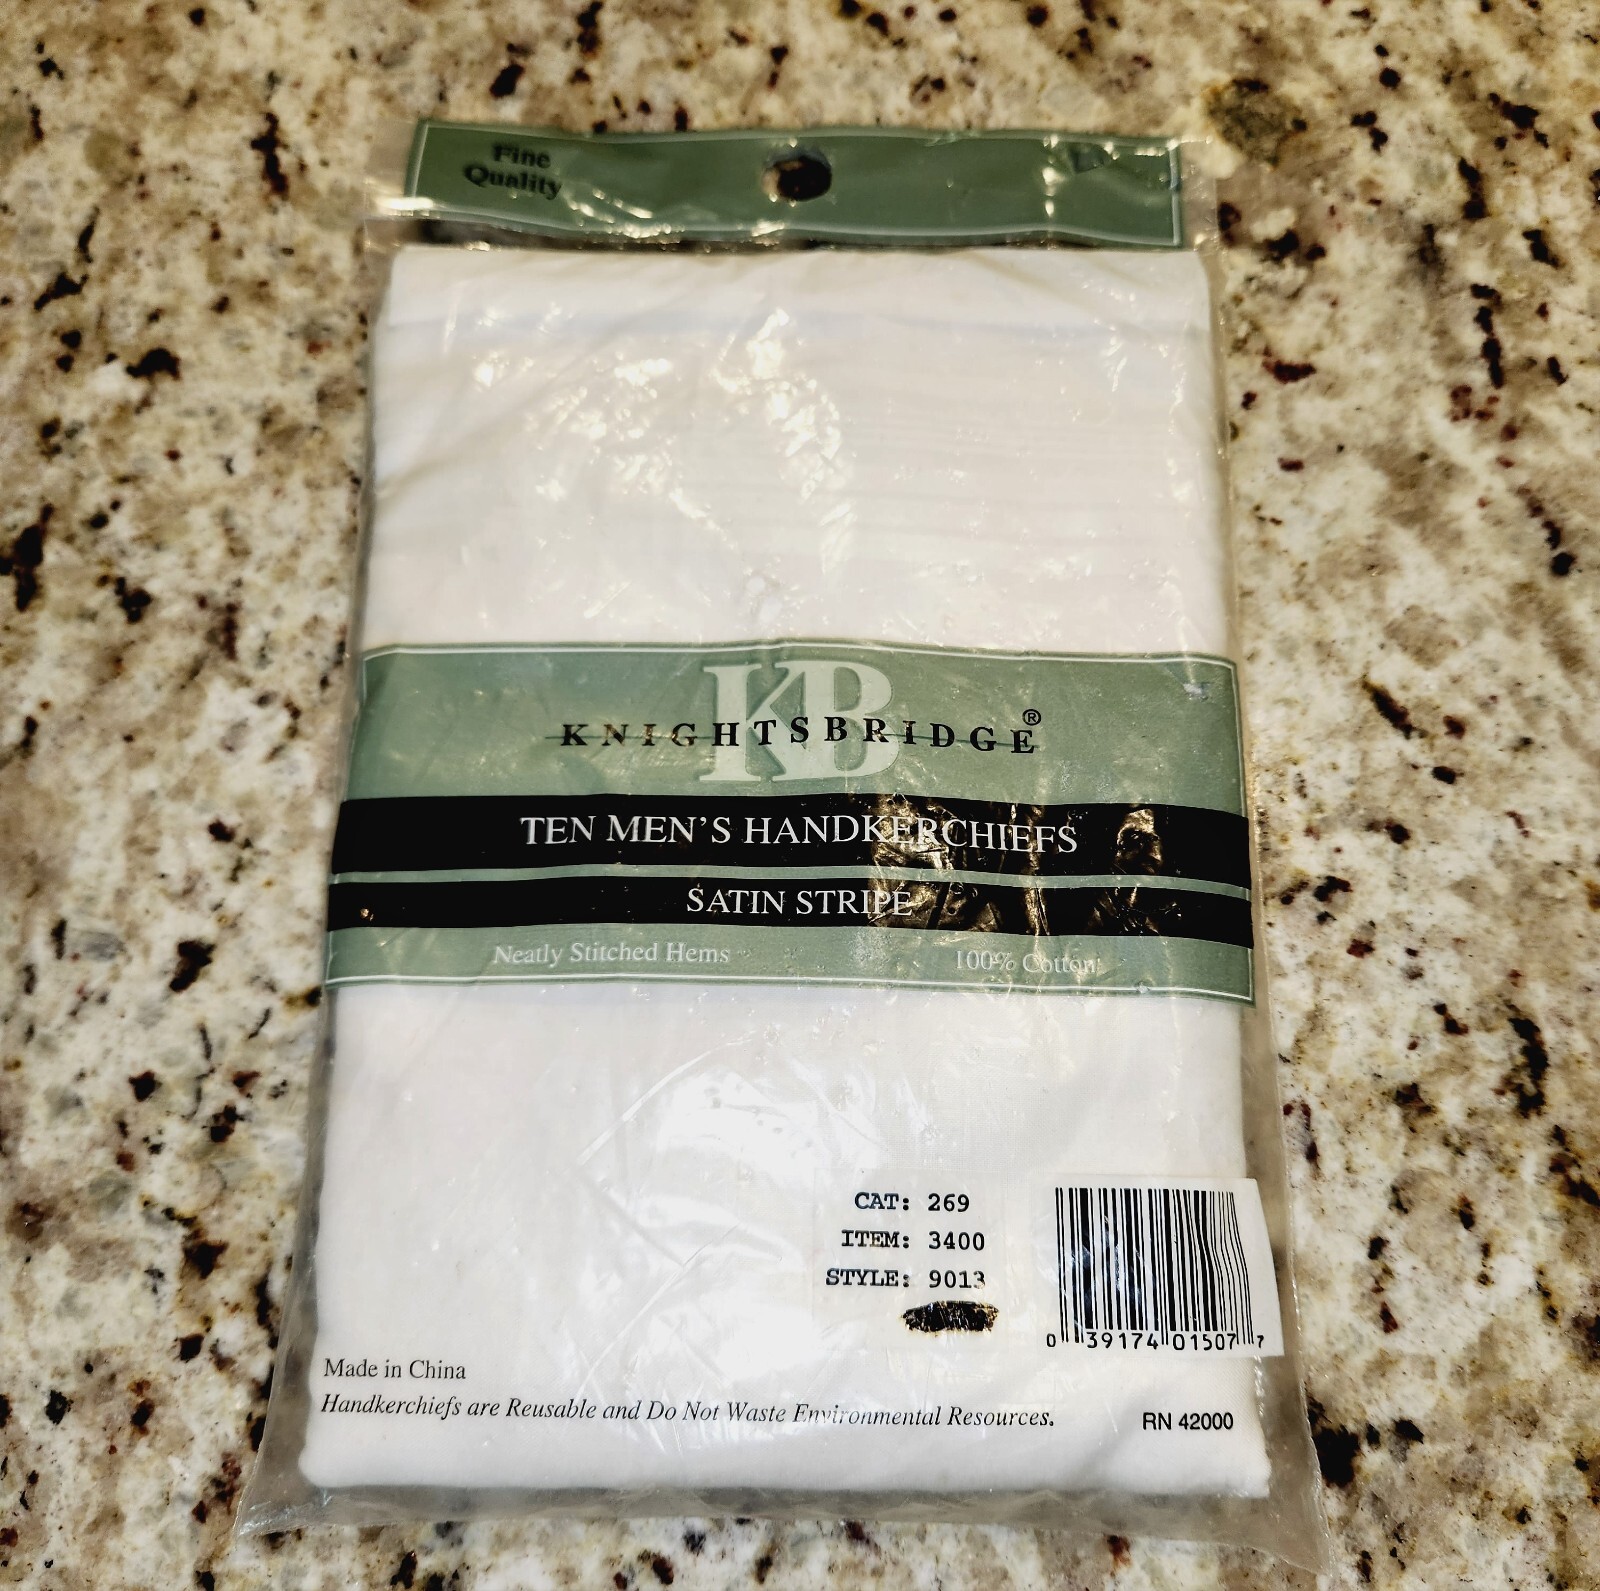 Fine
Quality
KB
KNIGHTSBRIDGE®
TEN MEN'S HANDKERCHIEFS
SATIN STRIPE
Neatly Stitched Hems
100% Cotton
CAT: 269
ITEM: 3400
STYLE: 9013
0 39174 01507 7
Made in China
Handkerchiefs are Reusable and Do Not Waste Environmental Resources.
RN 42000